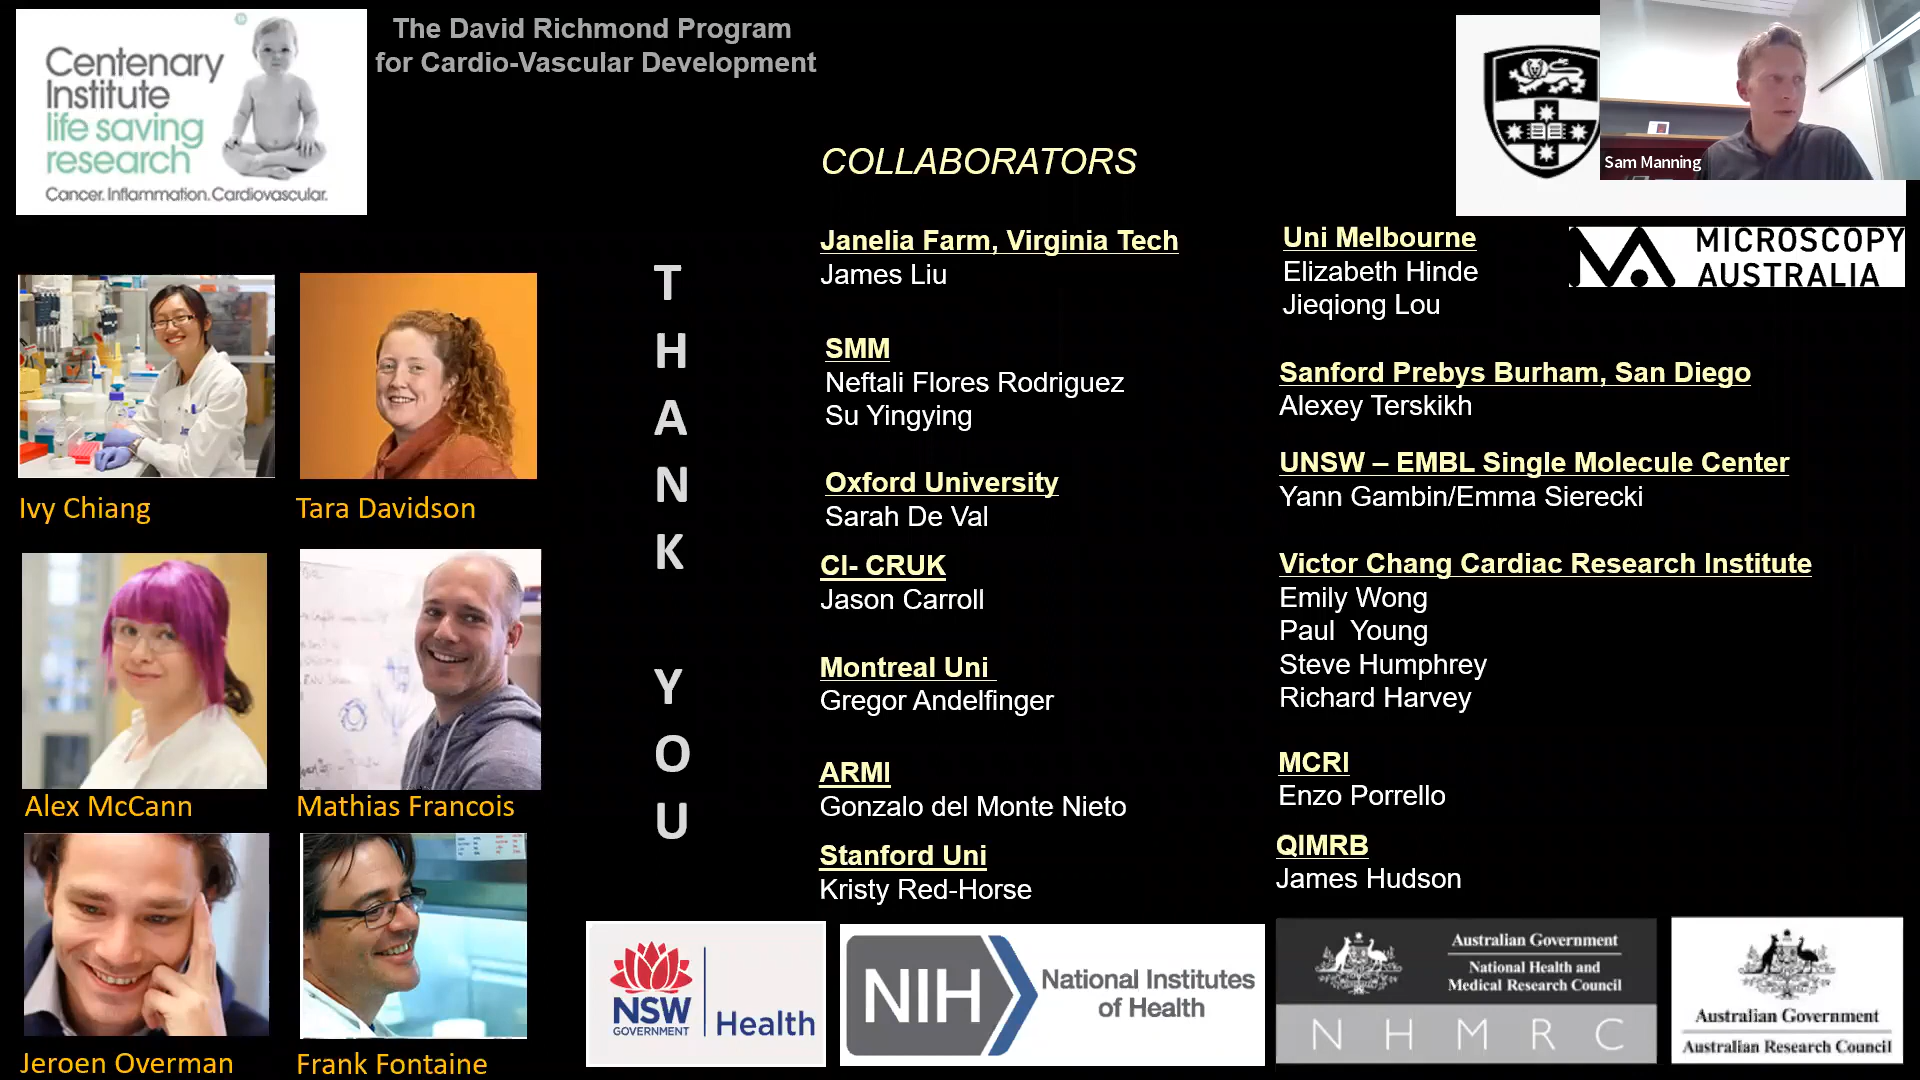 Centenary
Institute
life saving
research
Cancer. Inflammation. Cardiovascular.
The David Richmond Program
for Cardio-Vascular Development
Sam Manning
COLLABORATORS
THANK YOU
Ivy Chiang
Tara Davidson
Alex McCann
Mathias Francois
Jeroen Overman
Frank Fontaine
Janelia Farm, Virginia Tech
James Liu
SMM
Neftali Flores Rodriguez
Su Yingying
Oxford University
Sarah De Val
CI- CRUK
Jason Carroll
Montreal Uni
Gregor Andelfinger
ARMI
Gonzalo del Monte Nieto
Stanford Uni
Kristy Red-Horse
Uni Melbourne
Elizabeth Hinde
Jieqiong Lou
MICROSCOPY
AUSTRALIA
Sanford Prebys Burham, San Diego
Alexey Terskikh
UNSW – EMBL Single Molecule Center
Yann Gambin/Emma Sierecki
Victor Chang Cardiac Research Institute
Emily Wong
Paul  Young
Steve Humphrey
Richard Harvey
MCRI
Enzo Porrello
QIMRB
James Hudson
NSW
GOVERNMENT
Health
NIH
National Institutes
of Health
Australian Government
National Health and
Medical Research Council
NHMRC
Australian Government
Australian Research Council